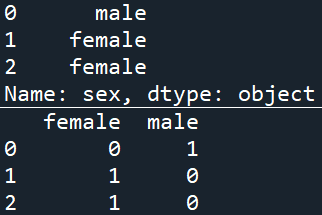 0 male
1 female
2 female
Name: sex, dtype: object
female male
0 0 1
1 1 0
2 1 0